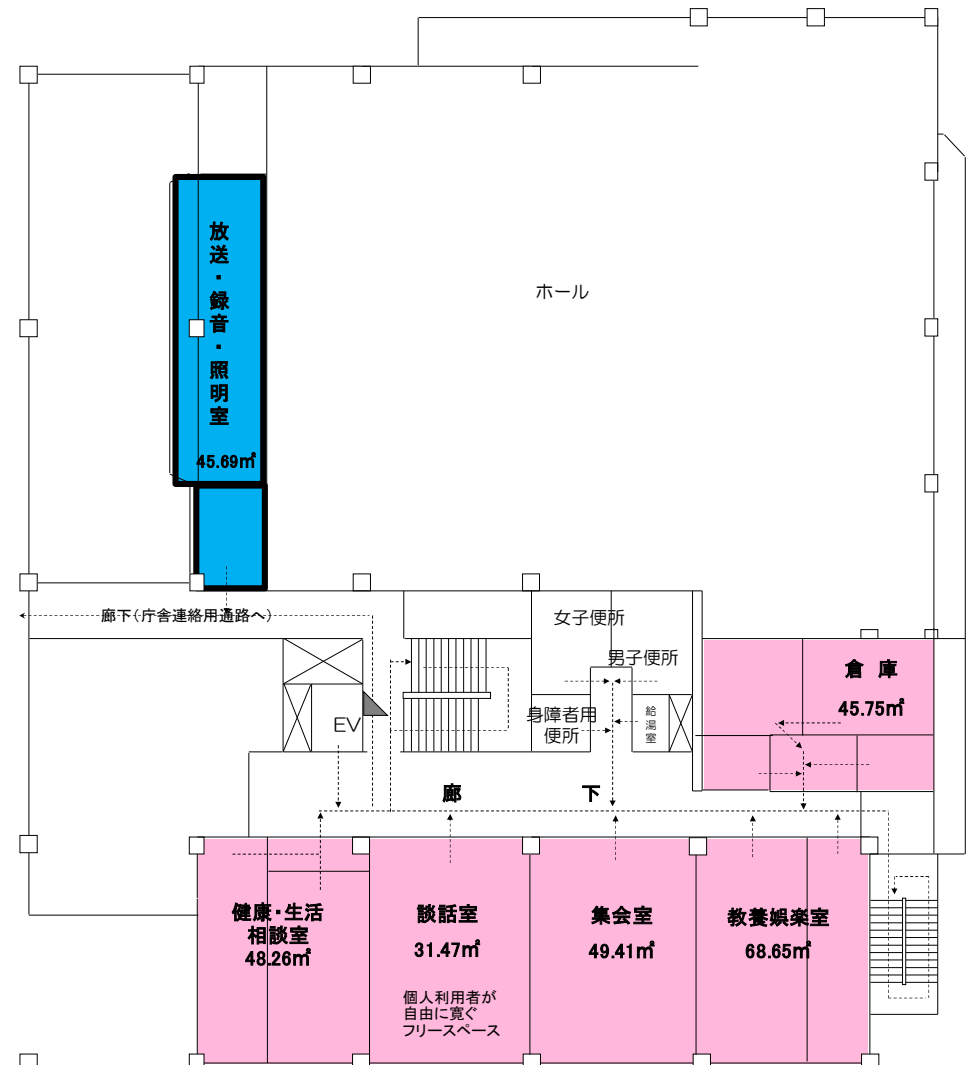 放送・録音・照明室
45.69㎡
ホール
廊下(庁舎連絡用通路へ)
女子便所
男子便所
身障者用
便所
給湯室
EV
倉 庫
45.75㎡
廊 下
健康・生活
相談室
48.26㎡
談話室
31.47㎡
個人利用者が
自由に寛ぐ
フリースペース
集会室
49.41㎡
教養娯楽室
68.65㎡